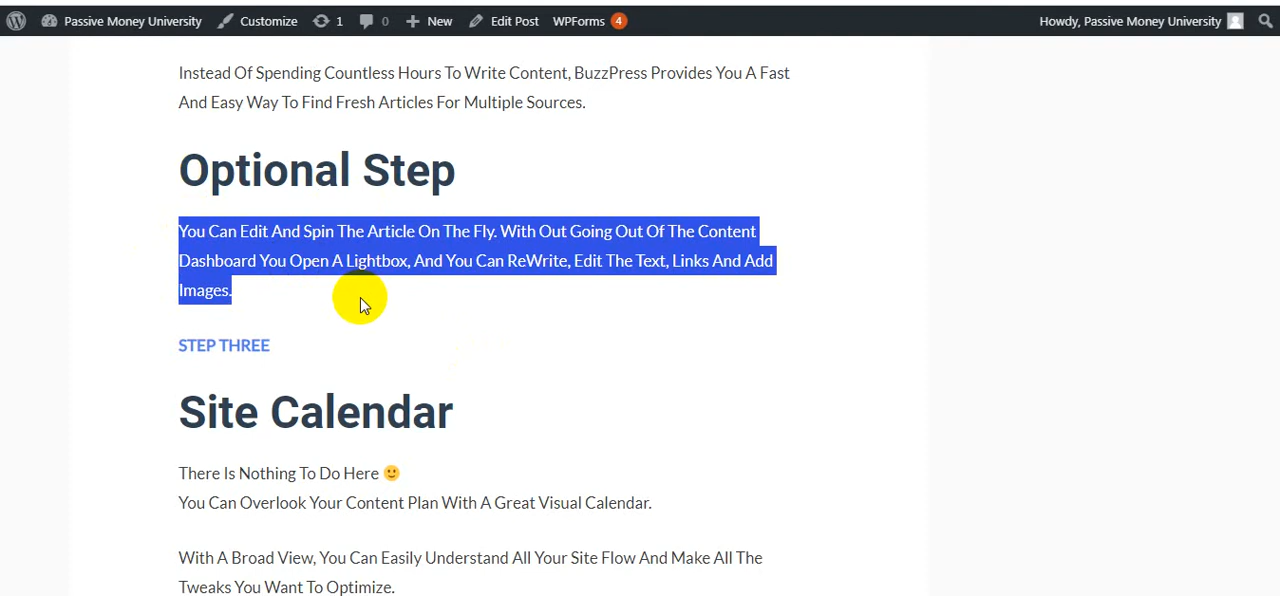 Passive Money University Customize 1 0 New Edit Post WPForms 4 Howdy, Passive Money University
Instead Of Spending Countless Hours To Write Content, BuzzPress Provides You A Fast
And Easy Way To Find Fresh Articles For Multiple Sources.
Optional Step
You Can Edit And Spin The Article On The Fly. With Out Going Out Of The Content
Dashboard You Open A Lightbox, And You Can ReWrite, Edit The Text, Links And Add
Images.
STEP THREE
Site Calendar
There Is Nothing To Do Here 🙂
You Can Overlook Your Content Plan With A Great Visual Calendar.
With A Broad View, You Can Easily Understand All Your Site Flow And Make All The
Tweaks You Want To Optimize.